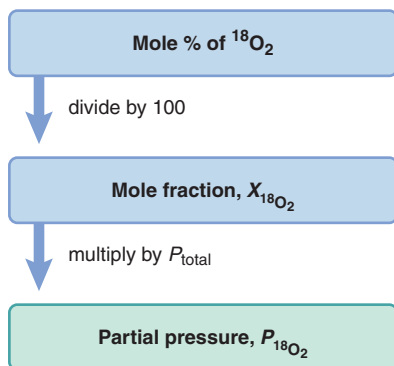 Mole % of ¹⁸O₂
divide by 100
Mole fraction, X₁₈O₂
multiply by Ptotal
Partial pressure, P₁₈O₂